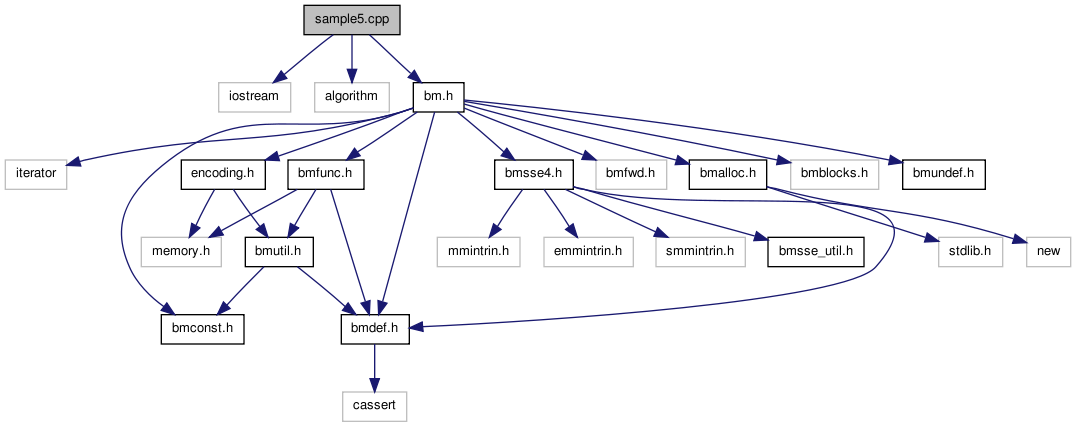 sample5.cpp
iostream
algorithm
bm.h
iterator
encoding.h
bmfunc.h
bmsse4.h
bmfwd.h
bmalloc.h
bmblocks.h
bmundef.h
memory.h
bmutil.h
mmintrin.h
emmintrin.h
smmintrin.h
bmsse_util.h
stdlib.h
new
bmconst.h
bmdef.h
cassert